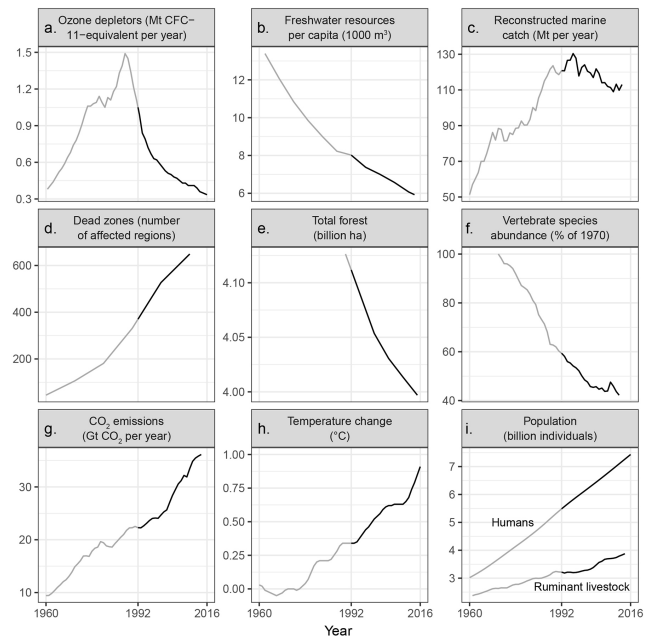 a. Ozone depletors (Mt CFC−
11−equivalent per year)
1.5
1.2
0.9
0.6
0.3
b. Freshwater resources
per capita (1000 m³)
12
10
8
6
c. Reconstructed marine
catch (Mt per year)
130
110
90
70
50
d. Dead zones (number
of affected regions)
600
400
200
e. Total forest
(billion ha)
4.10
4.05
4.00
f. Vertebrate species
abundance (% of 1970)
100
80
60
40
g. CO₂ emissions
(Gt CO₂ per year)
30
20
10
1960 1992 2016
h. Temperature change
(°C)
1.00
0.75
0.50
0.25
0.00
1960 1992 2016
i. Population
(billion individuals)
7
6
5
4
3
Humans
Ruminant livestock
1960 1992 2016
Year